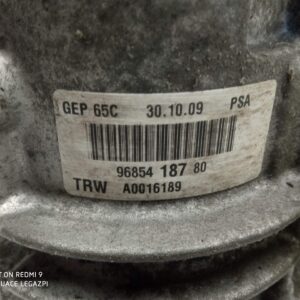 GEP 65C 30.10.09 PSA
96854 187 80
TRW A0016189
T ON REDMI 9
UACE LEGAZPI